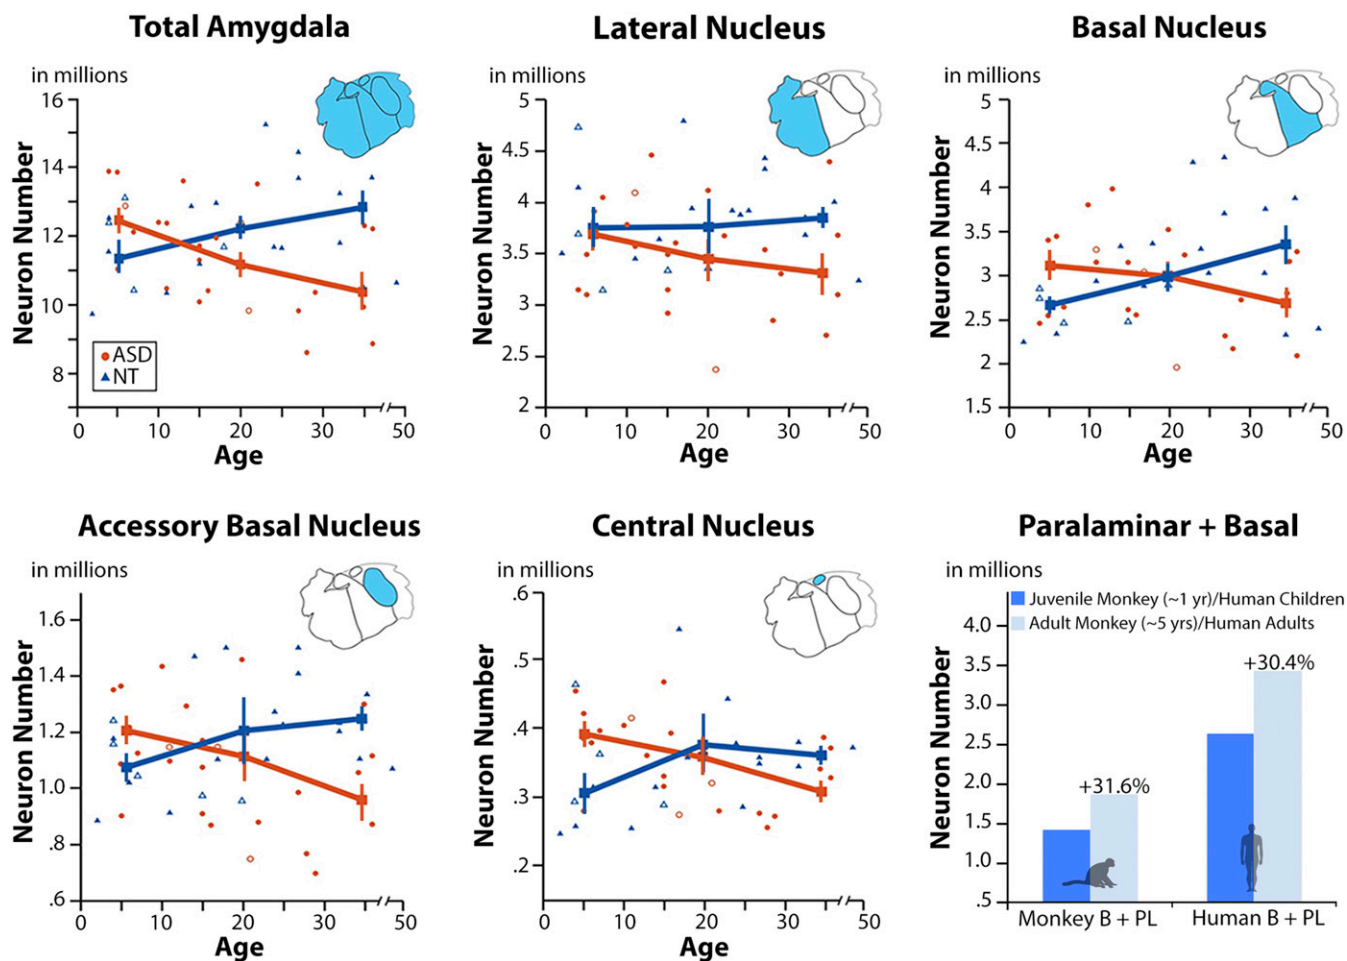 Total Amygdala
in millions
Neuron Number
16
14
12
10
8
ASD
NT
0
10
20
30
50
Age
Lateral Nucleus
in millions
Neuron Number
5
4.5
4
3.5
3
2.5
2
0
10
20
30
50
Age
Basal Nucleus
in millions
Neuron Number
5
4.5
4
3.5
3
2.5
2
1.5
0
10
20
30
50
Age
Accessory Basal Nucleus
in millions
Neuron Number
1.6
1.4
1.2
1.0
.8
.6
0
10
20
30
50
Age
Central Nucleus
in millions
Neuron Number
.6
.5
.4
.3
.2
0
10
20
30
50
Age
Paralaminar + Basal
in millions
Juvenile Monkey (~1 yr)/Human Children
Adult Monkey (~5 yrs)/Human Adults
Neuron Number
4.0
3.5
3.0
2.5
2.0
1.5
1.0
.5
+31.6%
+30.4%
Monkey B + PL
Human B + PL